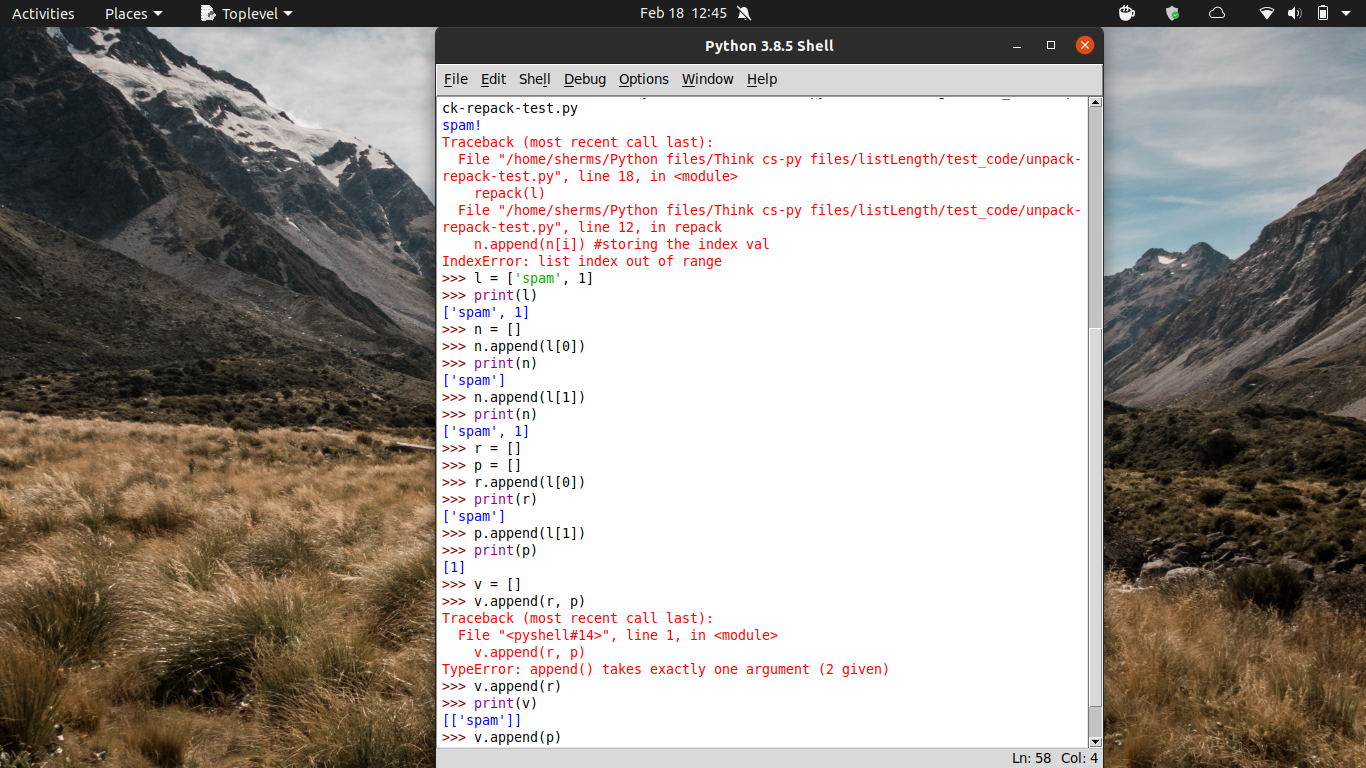 Activities Places Toplevel Feb 18 12:45
Python 3.8.5 Shell
File Edit Shell Debug Options Window Help
ck-repack-test.py
spam!
Traceback (most recent call last):
  File "/home/sherms/Python files/Think cs-py files/listLength/test_code/unpack-
repack-test.py", line 18, in <module>
    repack(l)
  File "/home/sherms/Python files/Think cs-py files/listLength/test_code/unpack-
repack-test.py", line 12, in repack
    n.append(n[i]) #storing the index val
IndexError: list index out of range
>>> l = ['spam', 1]
>>> print(l)
['spam', 1]
>>> n = []
>>> n.append(l[0])
>>> print(n)
['spam']
>>> n.append(l[1])
>>> print(n)
['spam', 1]
>>> r = []
>>> p = []
>>> r.append(l[0])
>>> print(r)
['spam']
>>> p.append(l[1])
>>> print(p)
[1]
>>> v = []
>>> v.append(r, p)
Traceback (most recent call last):
  File "<pyshell#14>", line 1, in <module>
    v.append(r, p)
TypeError: append() takes exactly one argument (2 given)
>>> v.append(r)
>>> print(v)
[['spam']]
>>> v.append(p)
Ln: 58 Col: 4